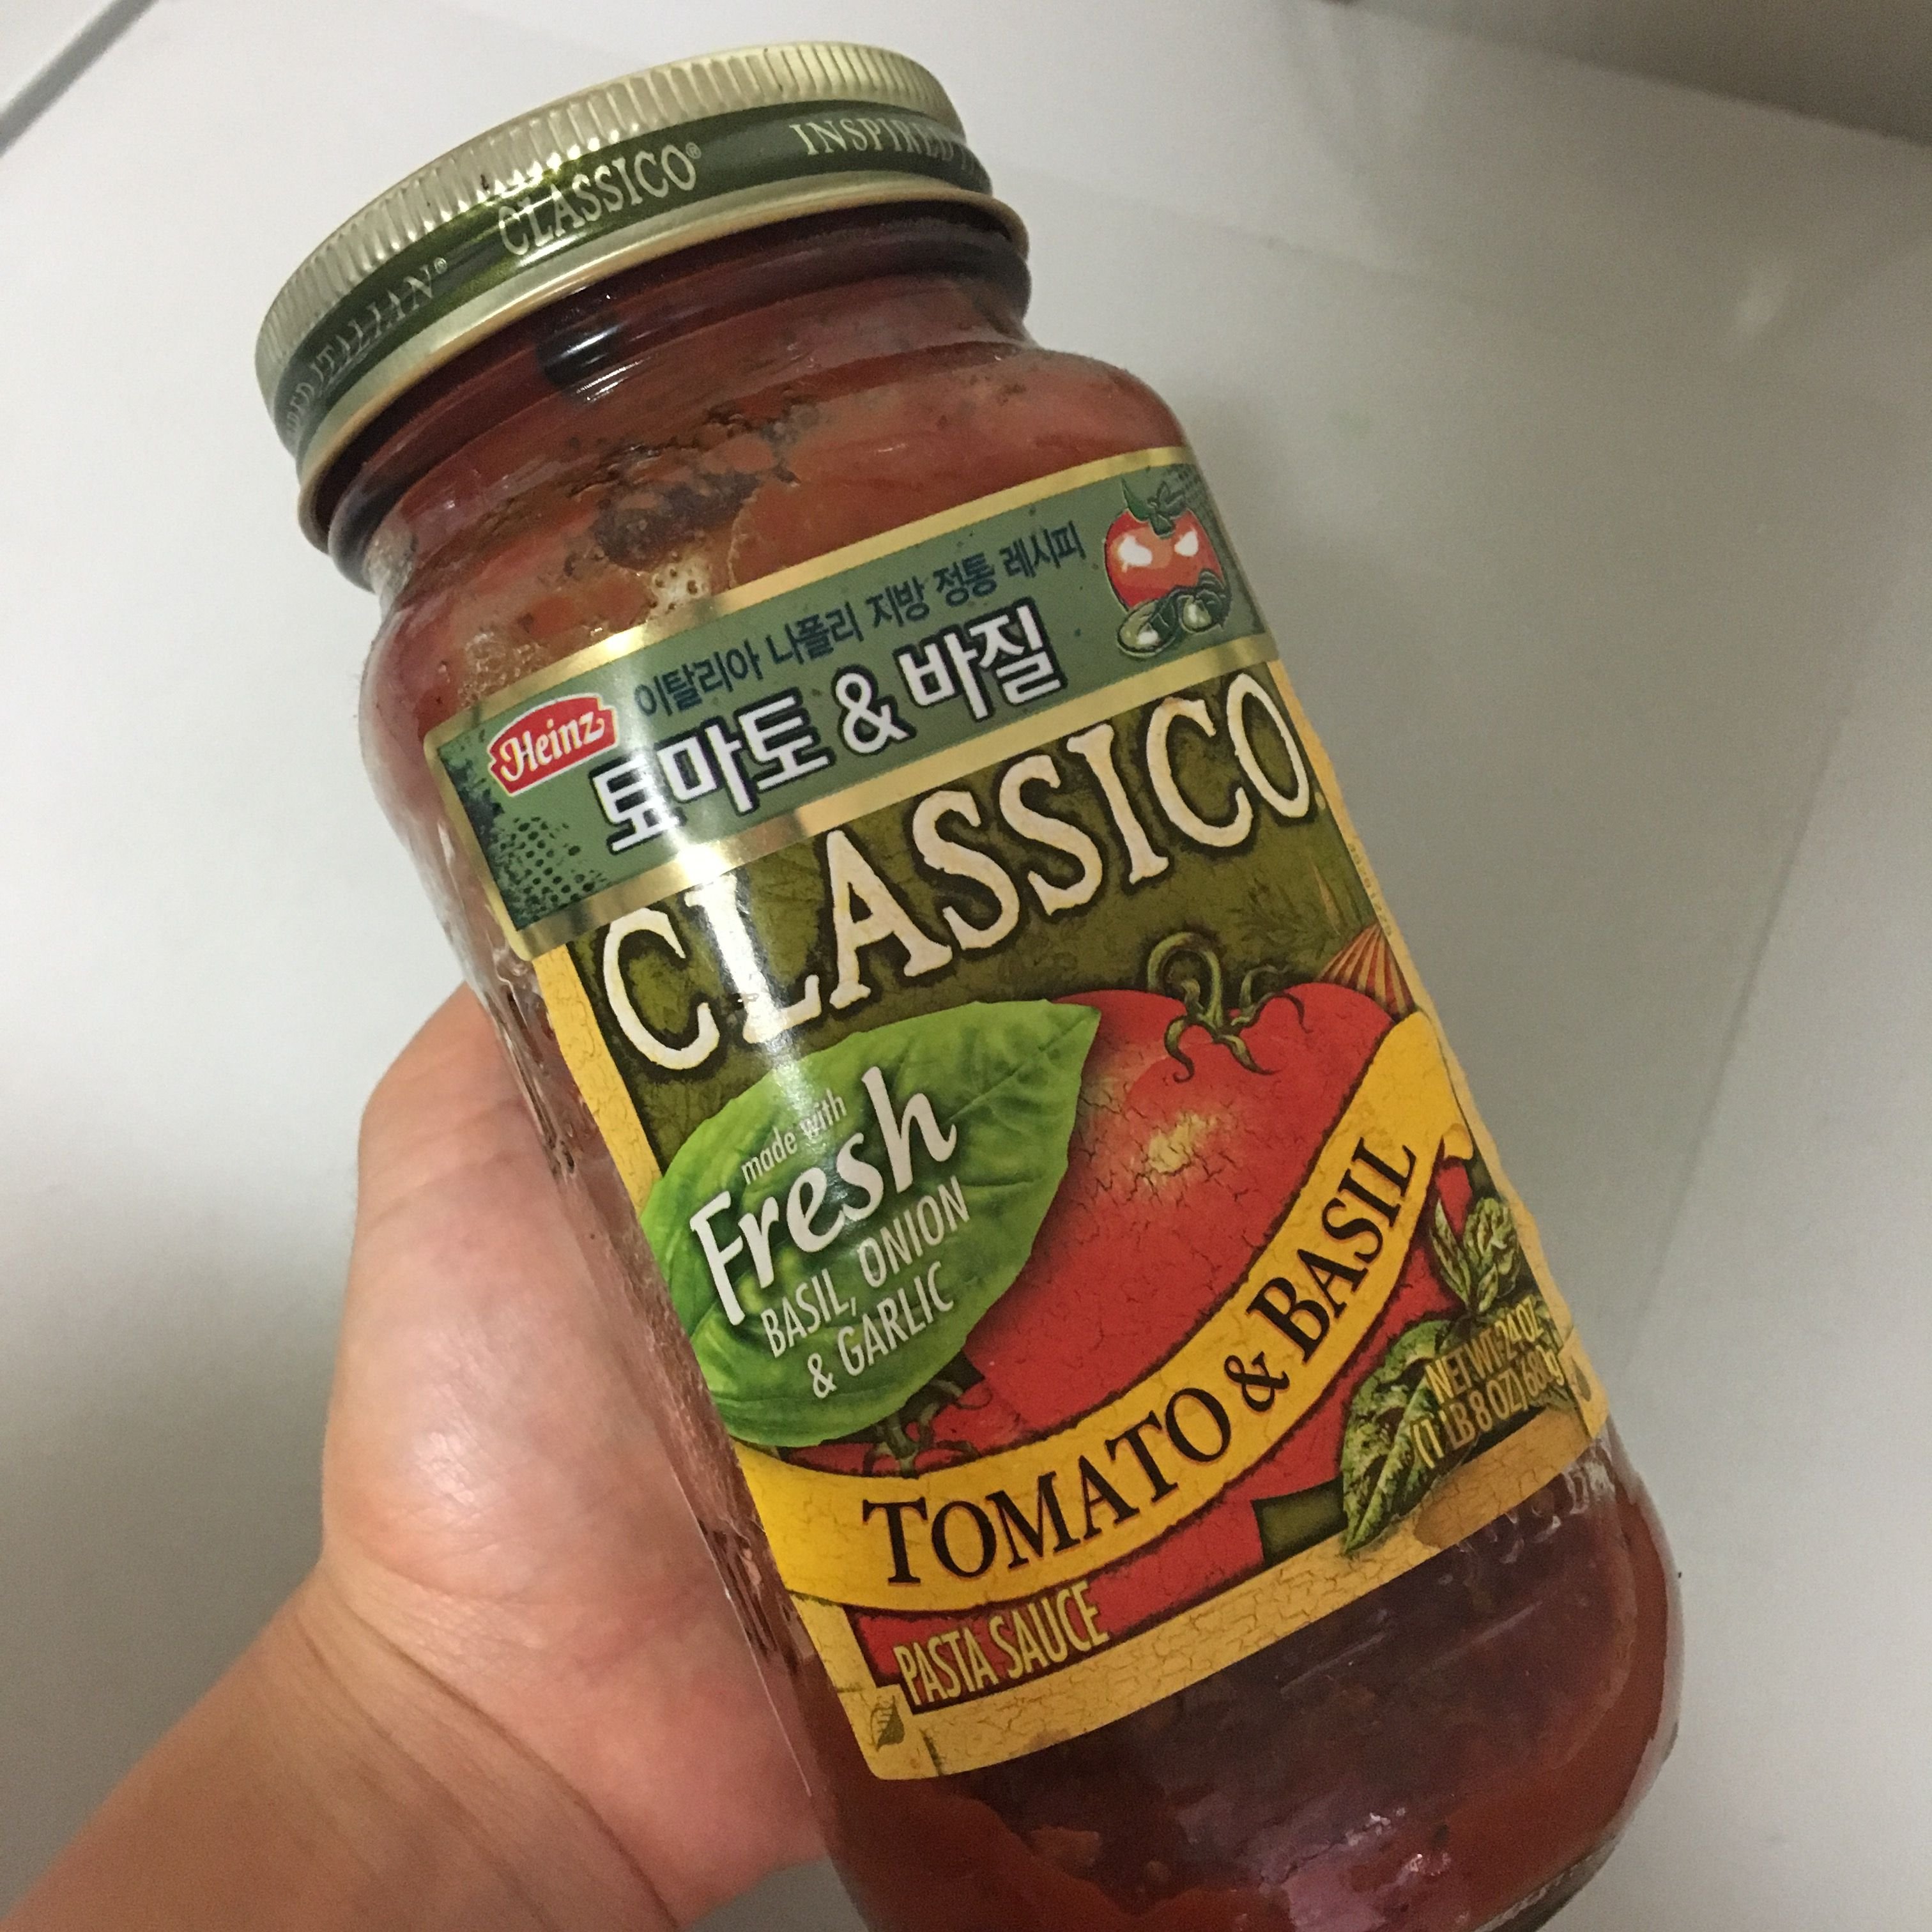 CLASSICO®
INSPIRED
ITALIAN®
Heinz
이탈리아 나폴리 지방 정통 레시피
토마토 & 바질
CLASSICO
made with
Fresh
BASIL, ONION
& GARLIC
TOMATO & BASIL
NET WT 24 OZ
(1 LB 8 OZ) 680g
PASTA SAUCE